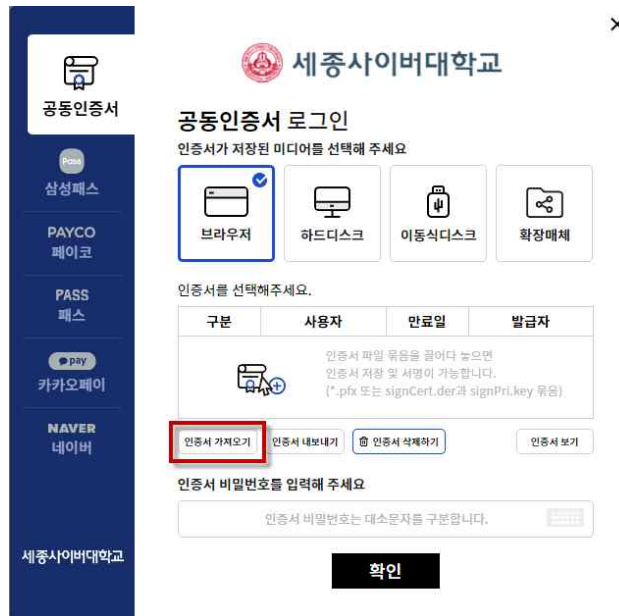 세종사이버대학교
공동인증서
Pass
삼성패스
PAYCO
페이코
PASS
패스
pay
카카오페이
NAVER
네이버
세종사이버대학교
공동인증서 로그인
인증서가 저장된 미디어를 선택해 주세요
브라우저 하드디스크 이동식디스크 확장매체
인증서를 선택해주세요.
구분 사용자 만료일 발급자
인증서 파일 묶음을 끌어다 놓으면
인증서 저장 및 서명이 가능합니다.
(*.pfx 또는 signCert.der과 signPri.key 묶음)
인증서 가져오기 인증서 내보내기 인증서 삭제하기 인증서 보기
인증서 비밀번호를 입력해 주세요
인증서 비밀번호는 대소문자를 구분합니다.
확인